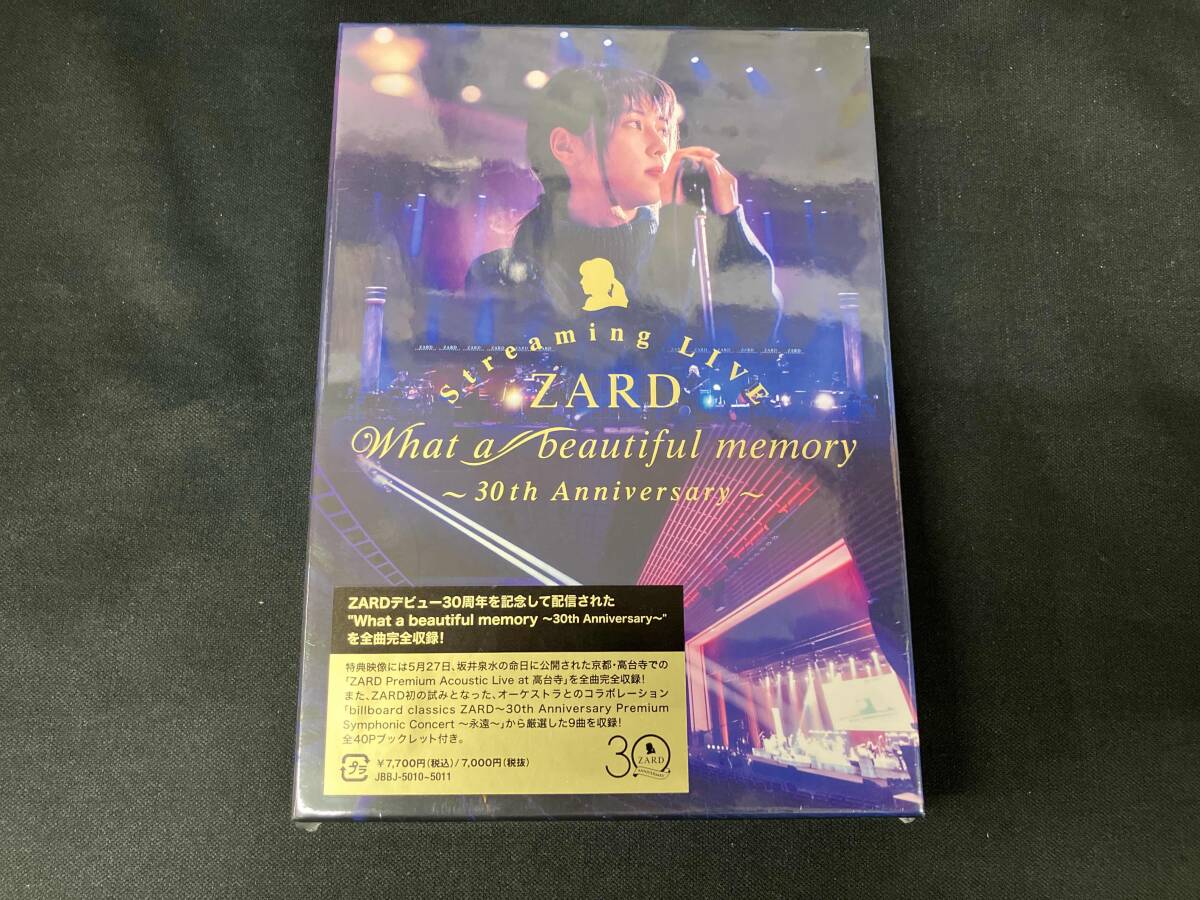 Streaming LIVE
ZARD
What a beautiful memory
~30th Anniversary~
ZARDデビュー30周年を記念して配信された
"What a beautiful memory ~30th Anniversary~"
を全曲完全収録!
特典映像には5月27日、坂井泉水の命日に公開された京都・高台寺での
「ZARD Premium Acoustic Live at 高台寺」を全曲完全収録!
また、ZARD初の試みとなった、オーケストラとのコラボレーション
「billboard classics ZARD~30th Anniversary Premium
Symphonic Concert ~永遠~」から厳選した9曲を収録!
全40Pブックレット付き。
プラ
¥7,700円(税込)/7,000円(税抜)
JBBJ-5010~5011
30
ZARD
ANNIVERSARY